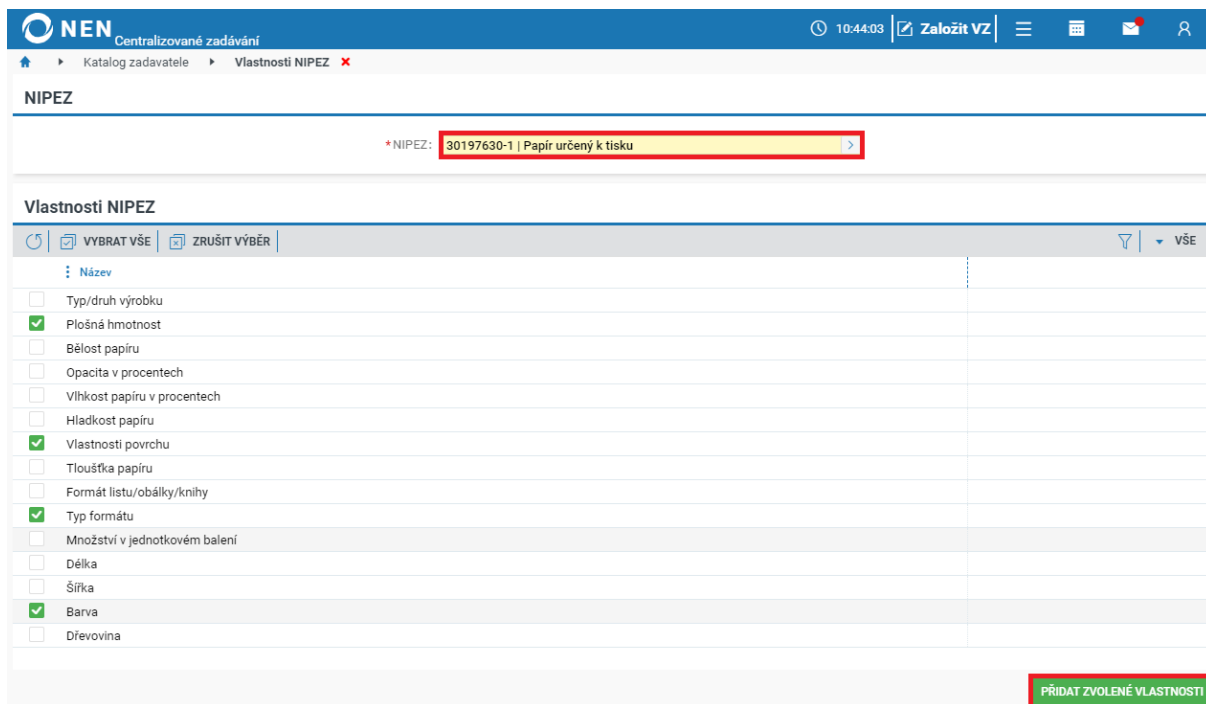 NEN Centralizované zadávání 10:44:03 Založit VZ
Katalog zadavatele Vlastnosti NIPEZ
NIPEZ
*NIPEZ: 30197630-1 | Papír určený k tisku
Vlastnosti NIPEZ
VYBRAT VŠE ZRUŠIT VÝBĚR VŠE
Název
Typ/druh výrobku
Plošná hmotnost
Bělost papíru
Opacita v procentech
Vlhkost papíru v procentech
Hladkost papíru
Vlastnosti povrchu
Tloušťka papíru
Formát listu/obálky/knihy
Typ formátu
Množství v jednotkovém balení
Délka
Šířka
Barva
Dřevovina
PŘIDAT ZVOLENÉ VLASTNOSTI